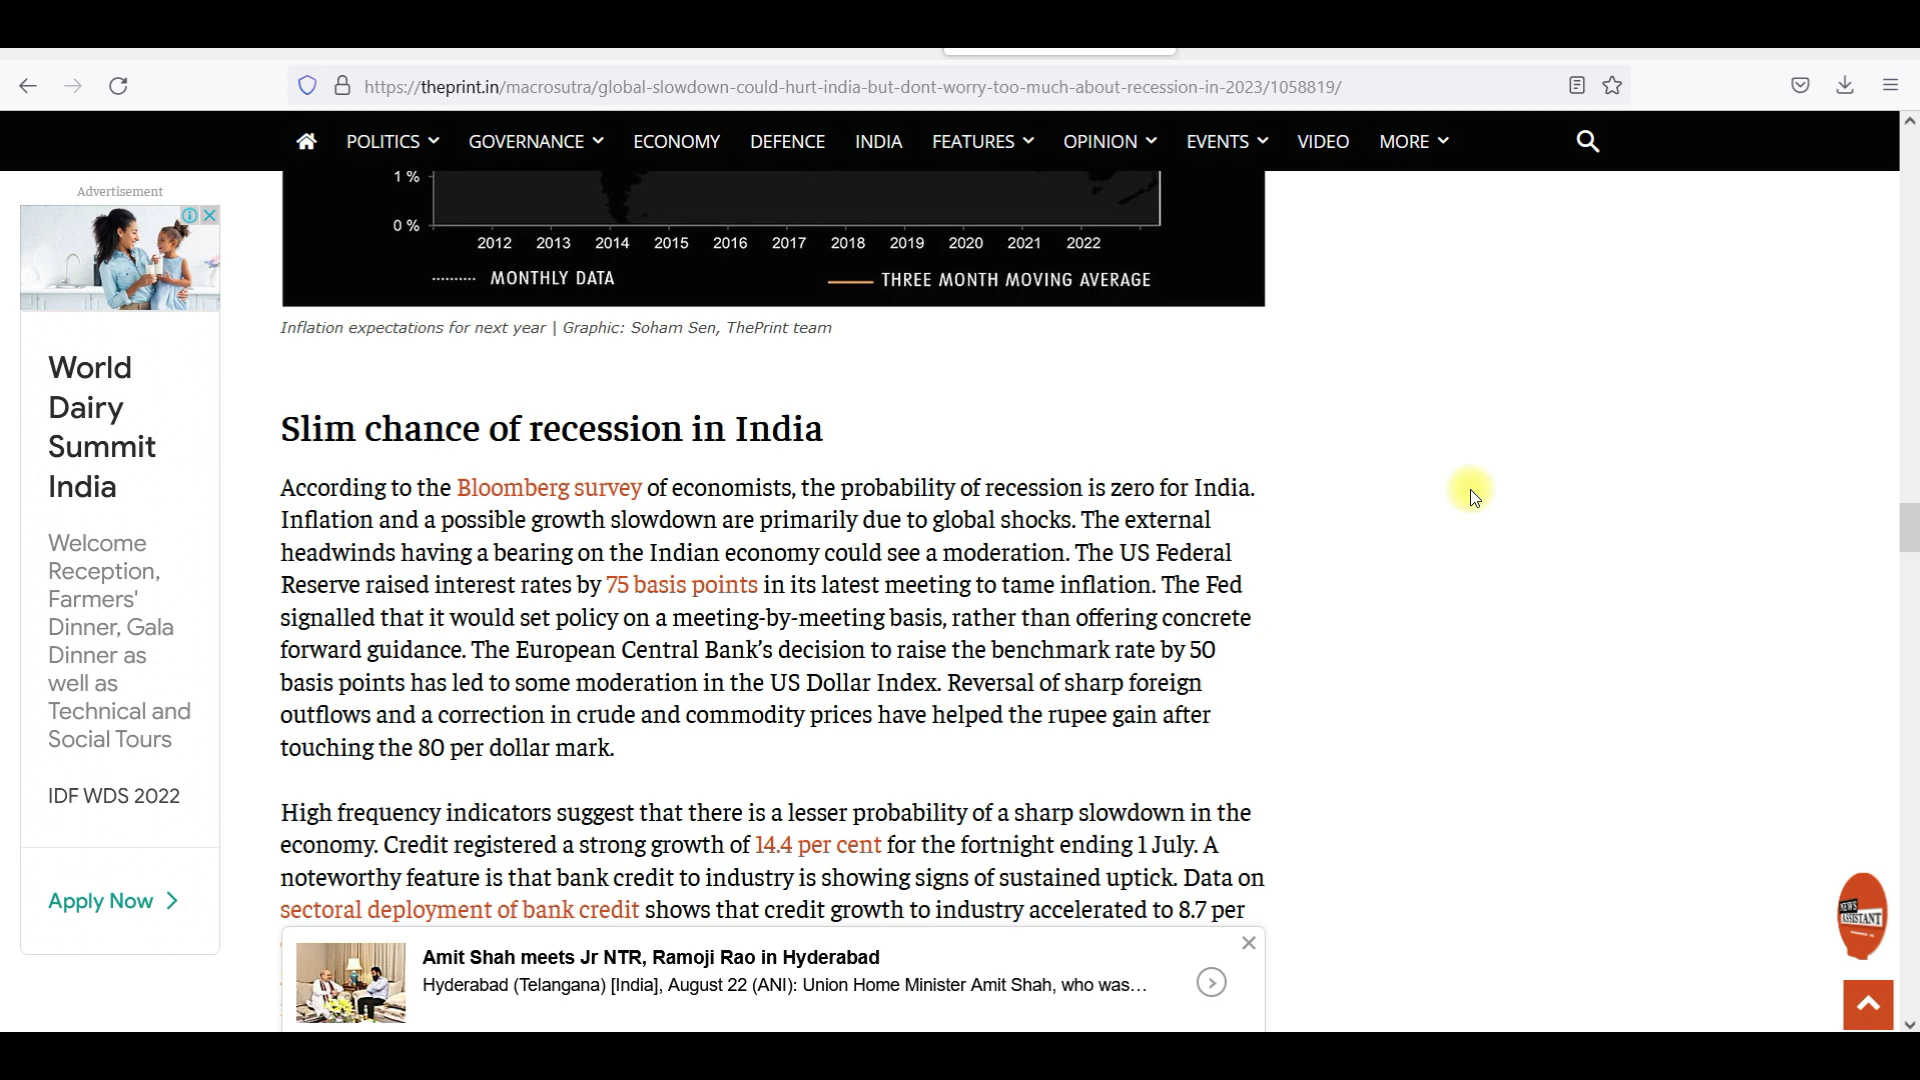 https://theprint.in/macrosutra/global-slowdown-could-hurt-india-but-dont-worry-too-much-about-recession-in-2023/1058819/
POLITICS GOVERNANCE ECONOMY DEFENCE INDIA FEATURES OPINION EVENTS VIDEO MORE
Advertisement
World
Dairy
Summit
India
Welcome
Reception,
Farmers'
Dinner, Gala
Dinner as
well as
Technical and
Social Tours
IDF WDS 2022
Apply Now
1 %
0 %
2012 2013 2014 2015 2016 2017 2018 2019 2020 2021 2022
MONTHLY DATA THREE MONTH MOVING AVERAGE
Inflation expectations for next year | Graphic: Soham Sen, ThePrint team
Slim chance of recession in India
According to the Bloomberg survey of economists, the probability of recession is zero for India.
Inflation and a possible growth slowdown are primarily due to global shocks. The external
headwinds having a bearing on the Indian economy could see a moderation. The US Federal
Reserve raised interest rates by 75 basis points in its latest meeting to tame inflation. The Fed
signalled that it would set policy on a meeting-by-meeting basis, rather than offering concrete
forward guidance. The European Central Bank’s decision to raise the benchmark rate by 50
basis points has led to some moderation in the US Dollar Index. Reversal of sharp foreign
outflows and a correction in crude and commodity prices have helped the rupee gain after
touching the 80 per dollar mark.
High frequency indicators suggest that there is a lesser probability of a sharp slowdown in the
economy. Credit registered a strong growth of 14.4 per cent for the fortnight ending 1 July. A
noteworthy feature is that bank credit to industry is showing signs of sustained uptick. Data on
sectoral deployment of bank credit shows that credit growth to industry accelerated to 8.7 per
Amit Shah meets Jr NTR, Ramoji Rao in Hyderabad
Hyderabad (Telangana) [India], August 22 (ANI): Union Home Minister Amit Shah, who was...
NEWS
ASSISTANT